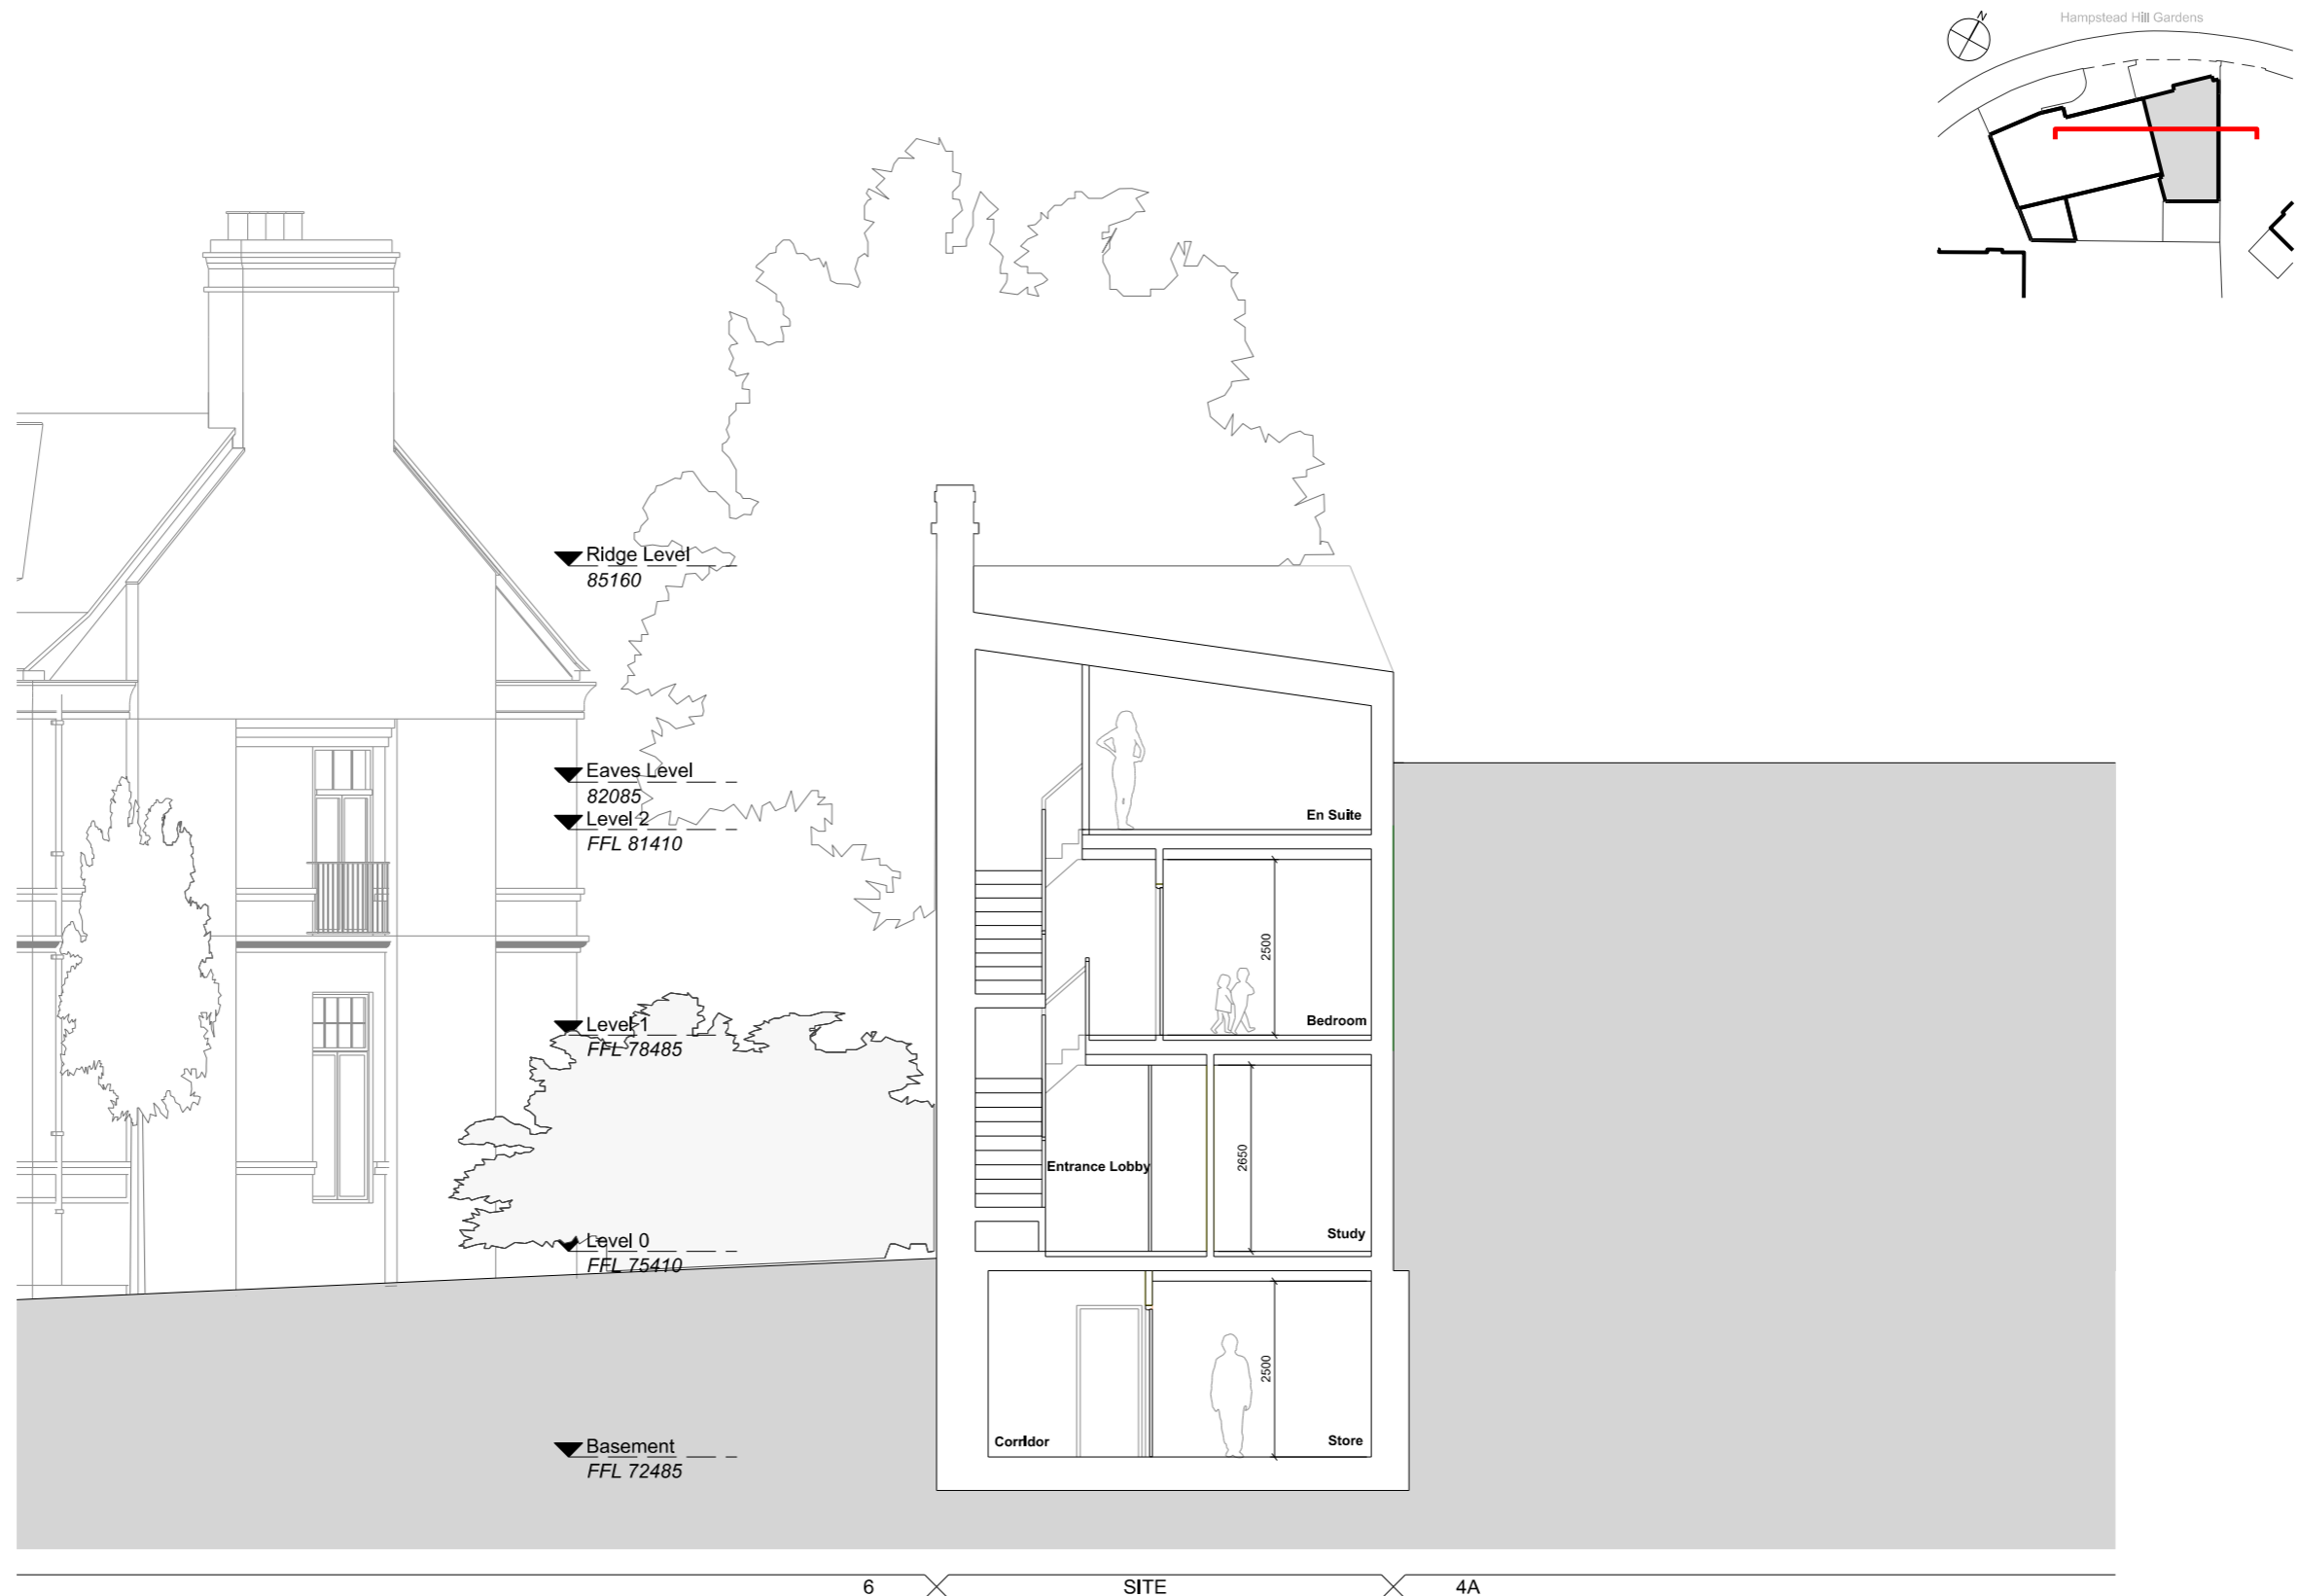 N
Hampstead Hill Gardens
Ridge Level
85160
Eaves Level
82085
Level 2
FFL 81410
En Suite
2500
Level 1
FFL 78485
Bedroom
2650
Entrance Lobby
Study
Level 0
FFL 75410
2500
Corridor
Store
Basement
FFL 72485
6
SITE
4A